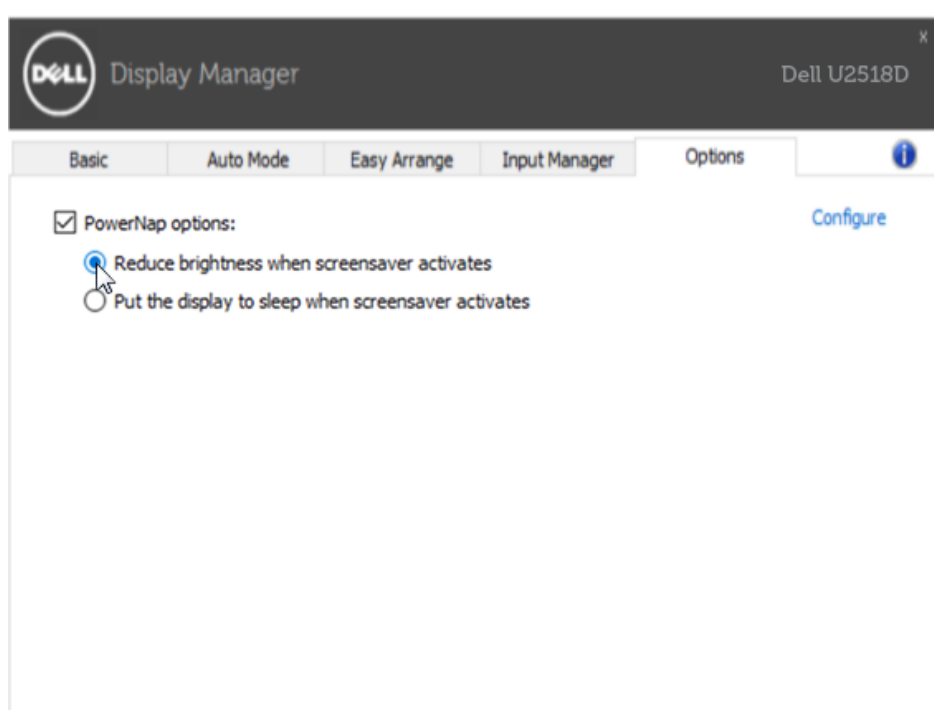 x
DELL Display Manager Dell U2518D
Basic Auto Mode Easy Arrange Input Manager Options i
PowerNap options: Configure
Reduce brightness when screensaver activates
Put the display to sleep when screensaver activates